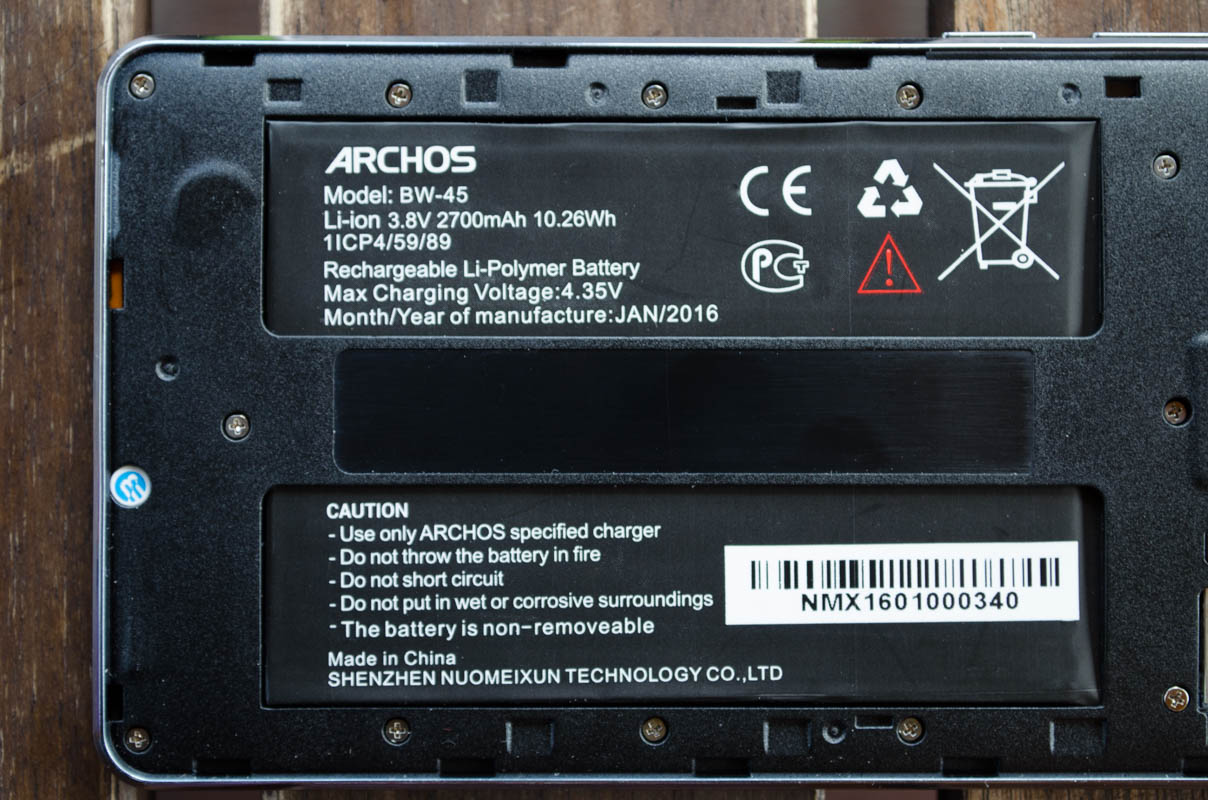 ARCHOS
Model: BW-45
Li-ion 3.8V 2700mAh 10.26Wh
1ICP4/59/89
Rechargeable Li-Polymer Battery
Max Charging Voltage:4.35V
Month/Year of manufacture:JAN/2016
CE
PCT
CAUTION
- Use only ARCHOS specified charger
- Do not throw the battery in fire
- Do not short circuit
- Do not put in wet or corrosive surroundings
- The battery is non-removeable
Made in China
SHENZHEN NUOMEIXUN TECHNOLOGY CO.,LTD
NMX1601000340